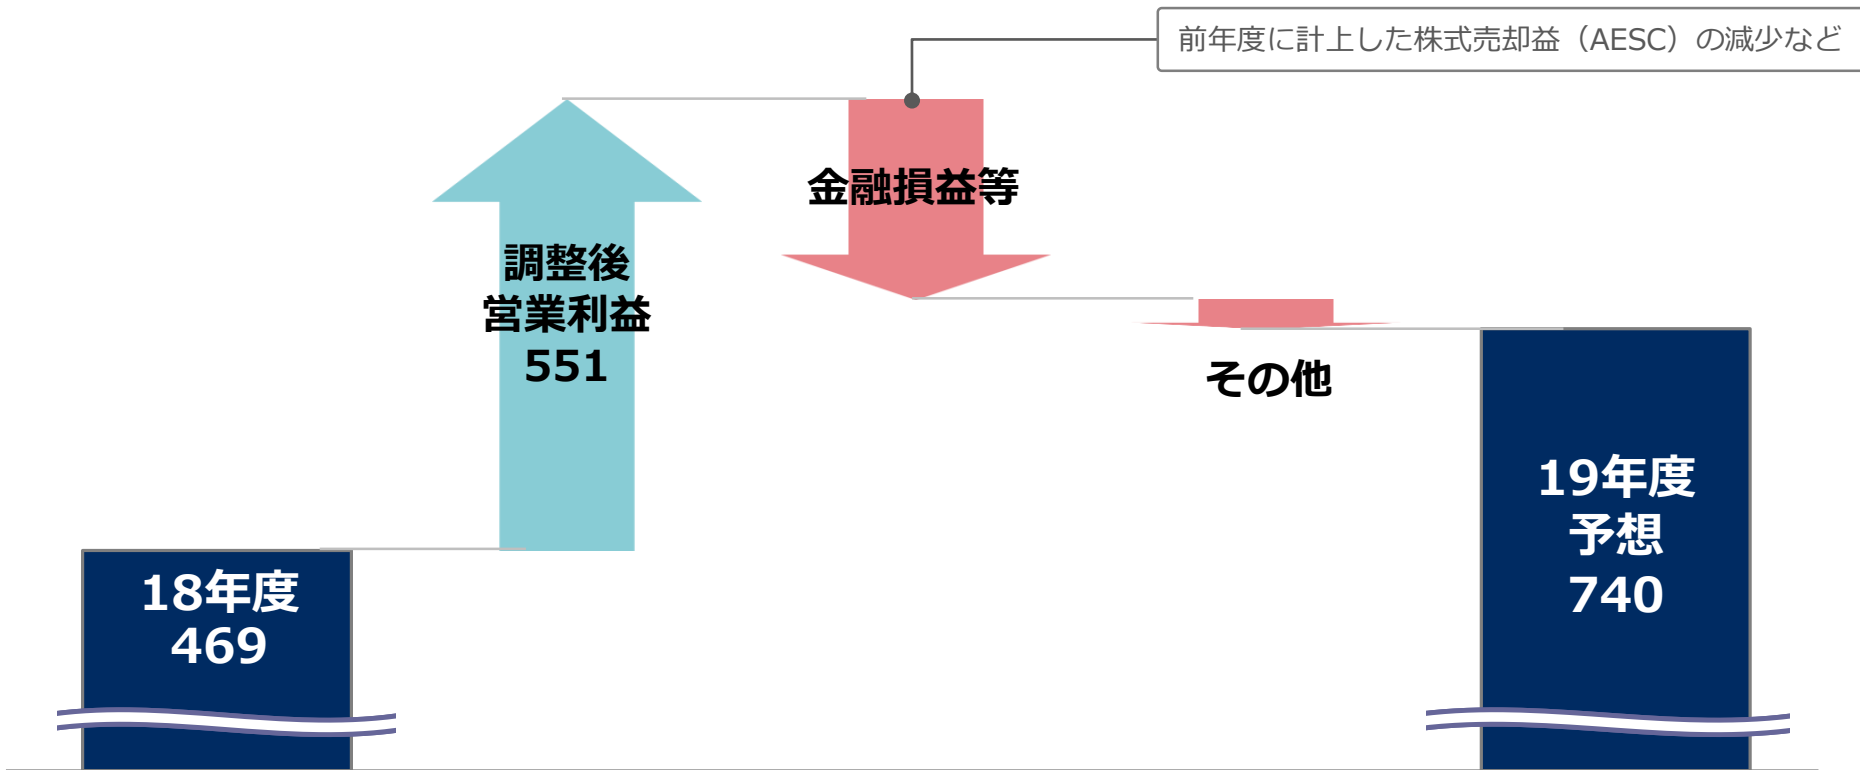 前年度に計上した株式売却益（AESC）の減少など
金融損益等
調整後
営業利益
551
その他
18年度
469
19年度
予想
740